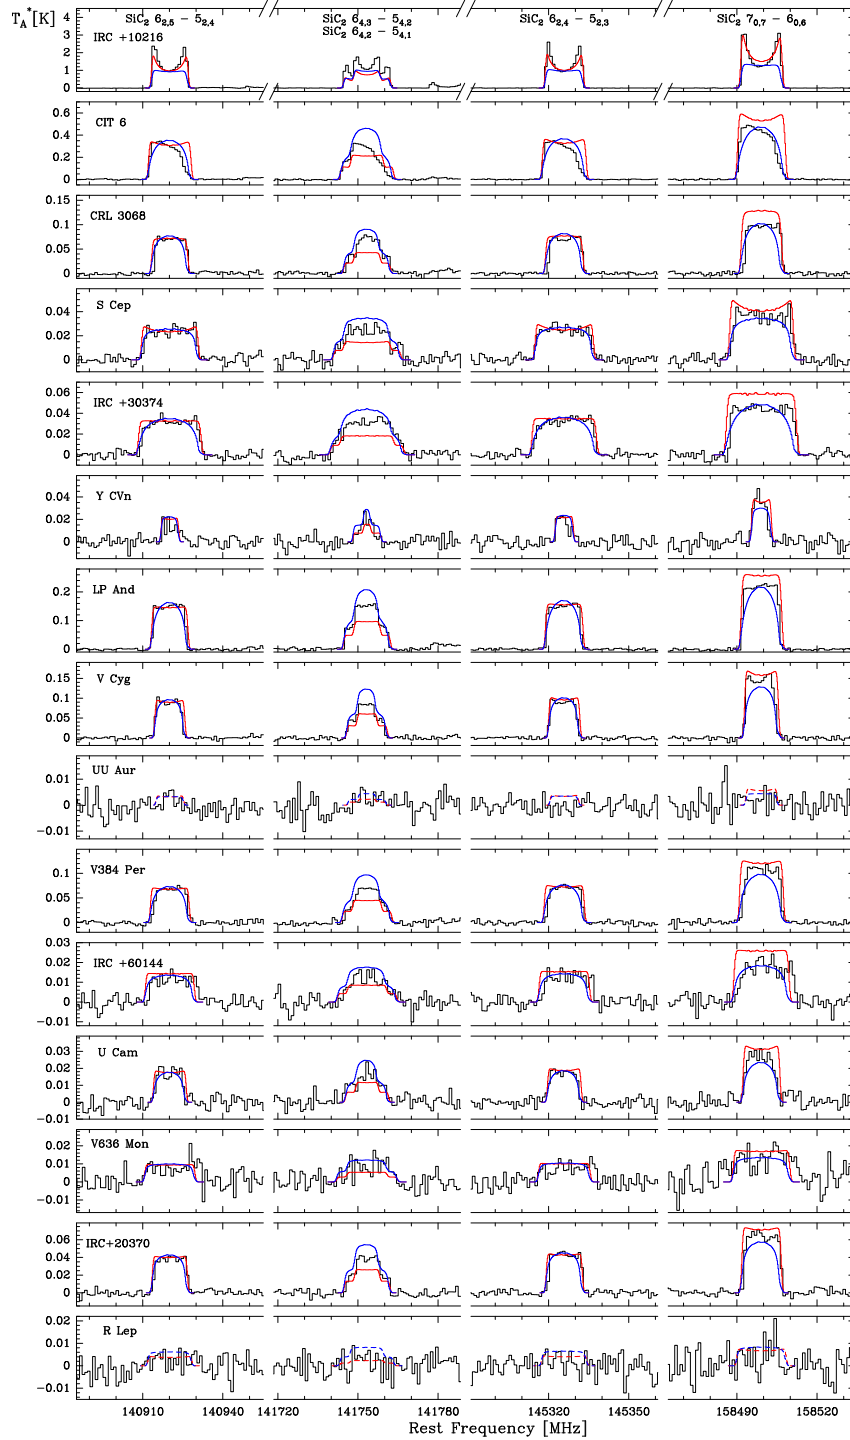 T_A*[K]
SiC2 6_2,5 − 5_2,4
SiC2 6_4,3 − 5_4,2
SiC2 6_4,2 − 5_4,1
SiC2 6_2,4 − 5_2,3
SiC2 7_0,7 − 6_0,6
IRC +10216
4
3
2
1
0
CIT 6
0.6
0.4
0.2
0
CRL 3068
0.15
0.1
0.05
0
S Cep
0.04
0.02
0
IRC +30374
0.06
0.04
0.02
0
Y CVn
0.04
0.02
0
LP And
0.2
0.1
0
V Cyg
0.15
0.1
0.05
0
UU Aur
0.01
0
−0.01
V384 Per
0.1
0.05
0
IRC +60144
0.03
0.02
0.01
0
−0.01
U Cam
0.03
0.02
0.01
0
−0.01
V636 Mon
0.02
0.01
0
−0.01
IRC+20370
0.06
0.04
0.02
0
R Lep
0.02
0.01
0
−0.01
140910 140940 141720 141750 141780 145320 145350 158490 158520
Rest Frequency [MHz]